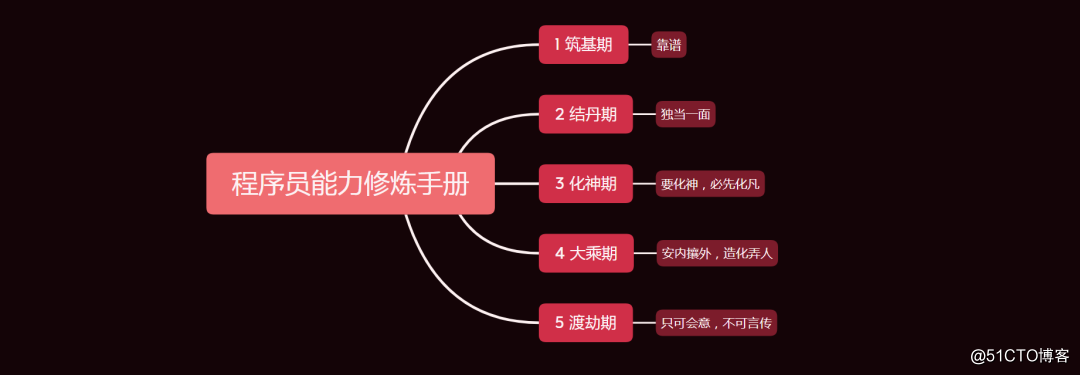 程序员能力修炼手册
1 筑基期
靠谱
2 结丹期
独当一面
3 化神期
要化神，必先化凡
4 大乘期
安内攘外，造化弄人
5 渡劫期
只可会意，不可言传
@51CTO博客